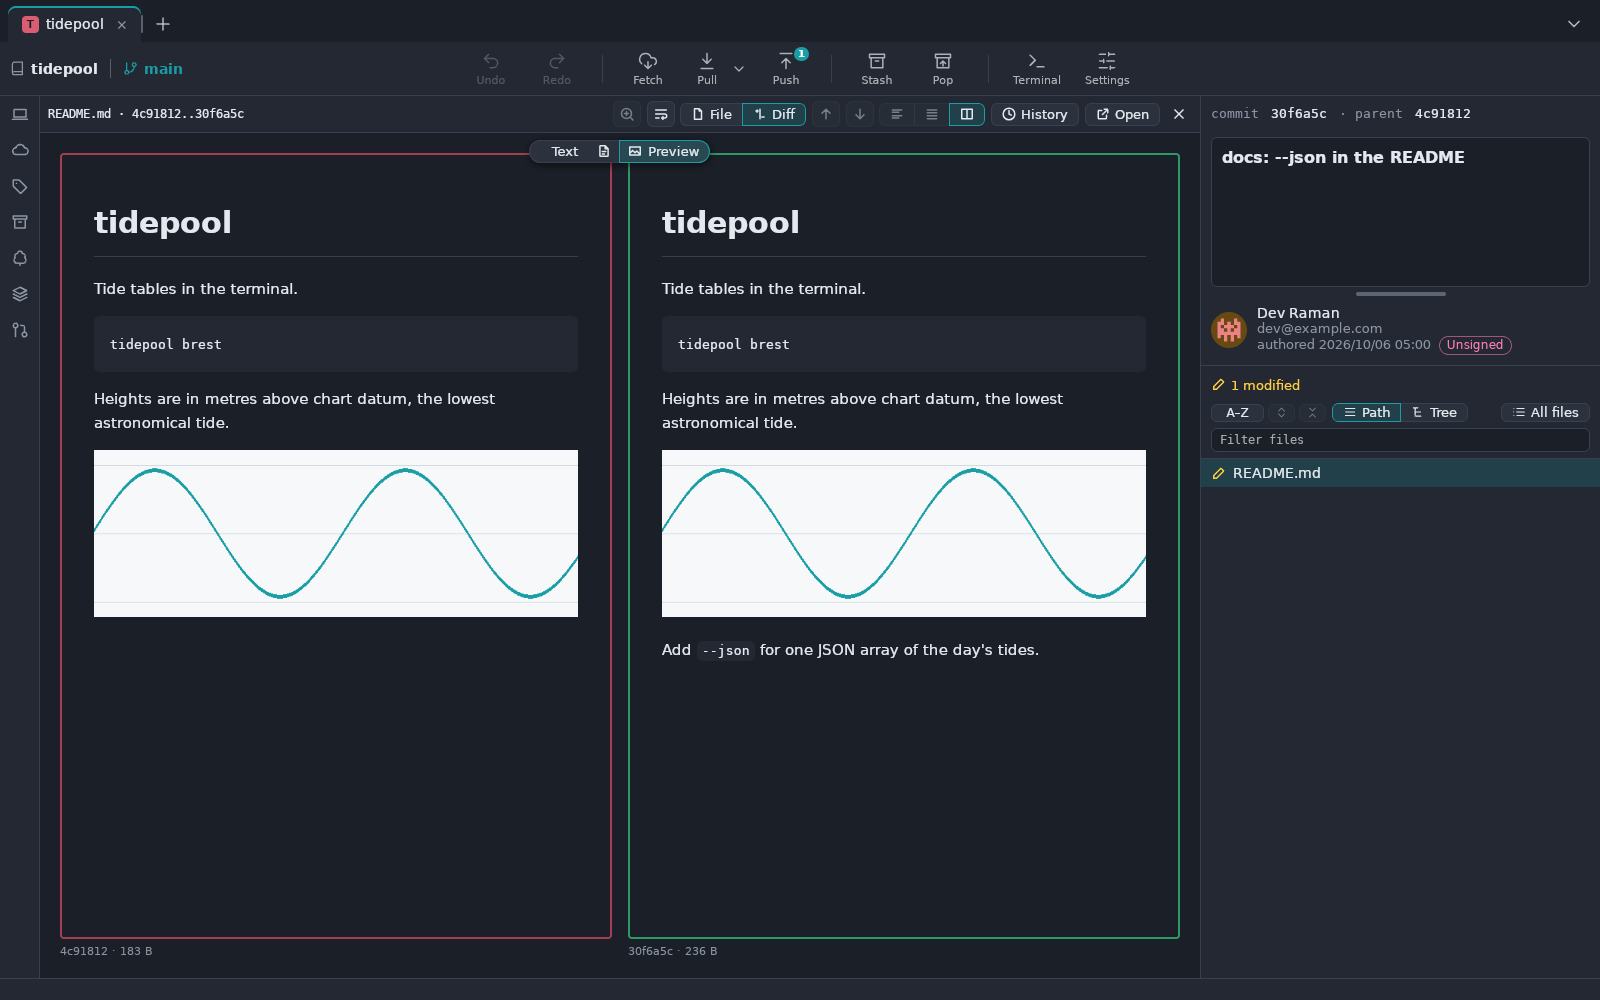 T tidepool
tidepool main
Undo Redo Fetch Pull Push 1 Stash Pop Terminal Settings
README.md · 4c91812..30f6a5c
File Diff History Open
Text Preview
tidepool
Tide tables in the terminal.
tidepool brest
Heights are in metres above chart datum, the lowest
astronomical tide.
4c91812 · 183 B
tidepool
Tide tables in the terminal.
tidepool brest
Heights are in metres above chart datum, the lowest
astronomical tide.
Add --json for one JSON array of the day's tides.
30f6a5c · 236 B
commit 30f6a5c · parent 4c91812
docs: --json in the README
Dev Raman
dev@example.com
authored 2026/10/06 05:00 Unsigned
1 modified
A-Z Path Tree All files
Filter files
README.md